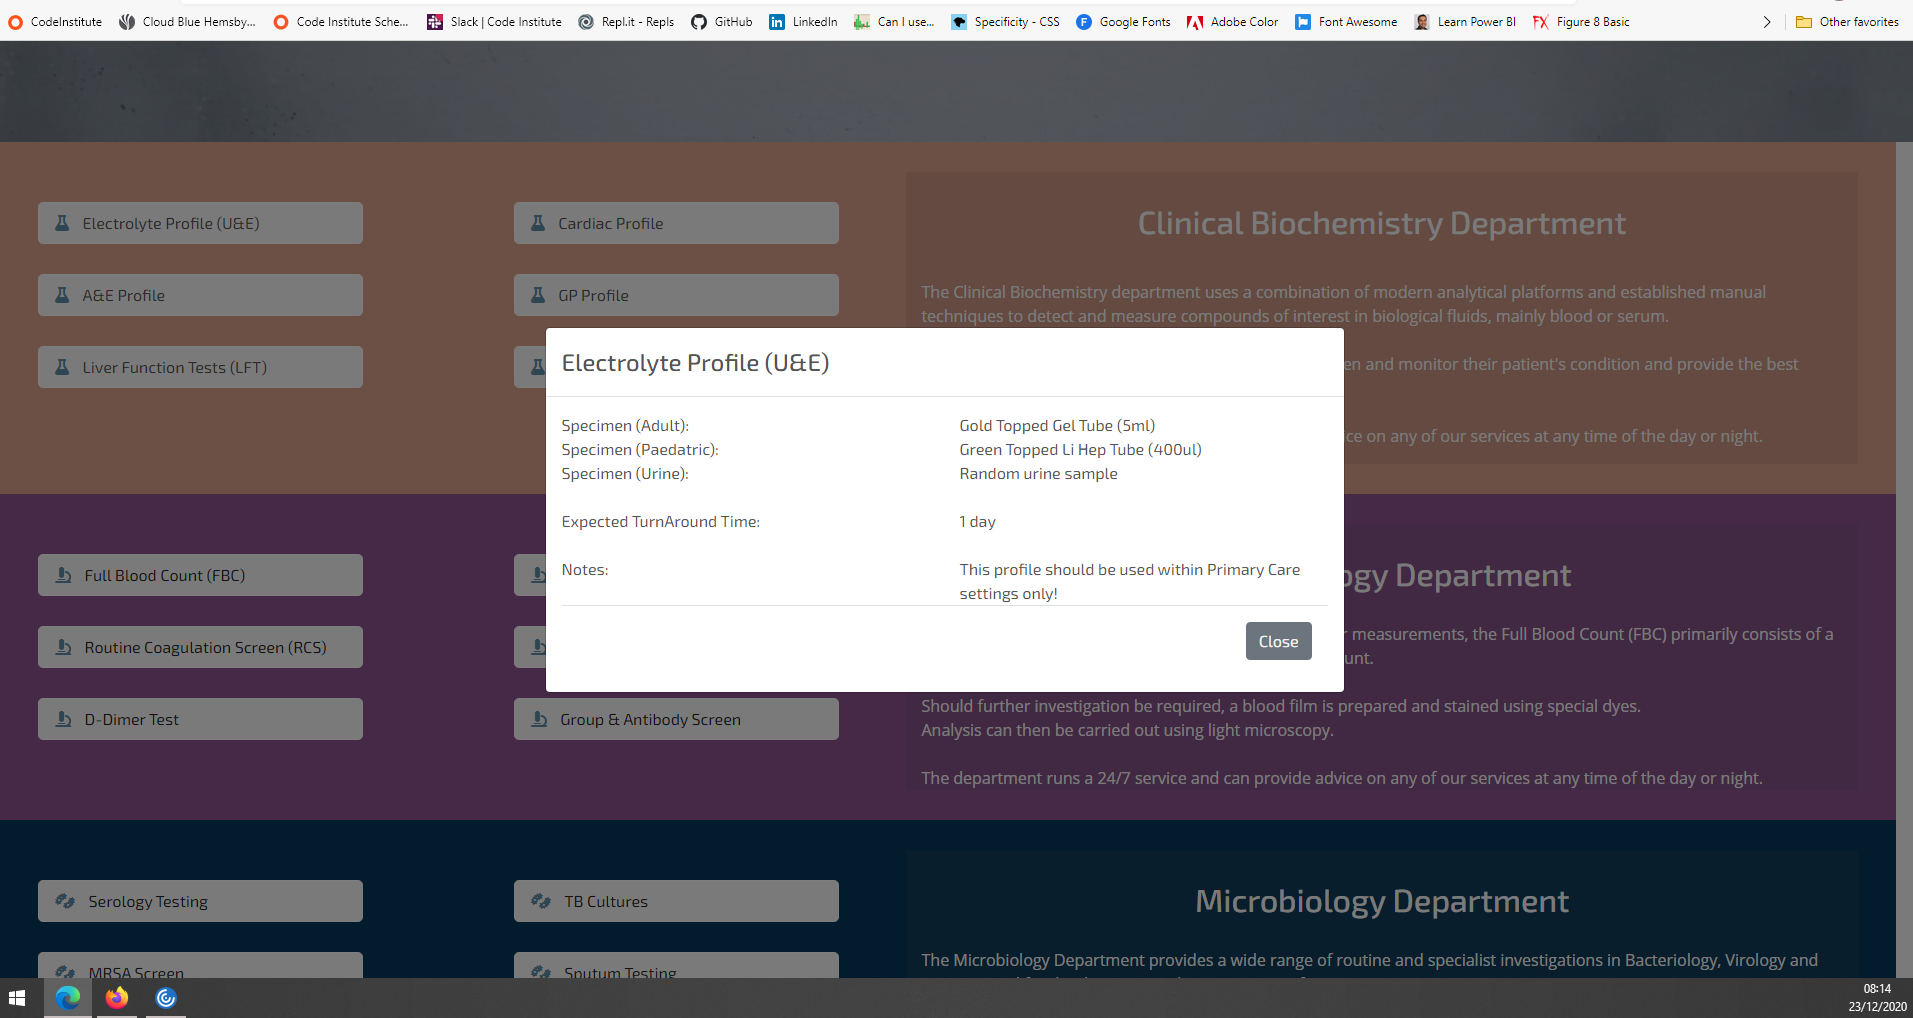 CodeInstitute
Cloud Blue Hemsby...
Code Institute Sche...
Slack | Code Institute
Repl.it - Repls
GitHub
LinkedIn
Can I use...
Specificity - CSS
Google Fonts
Adobe Color
Font Awesome
Learn Power BI
Figure 8 Basic
Other favorites
Electrolyte Profile (U&E)
Cardiac Profile
A&E Profile
GP Profile
Liver Function Tests (LFT)
Clinical Biochemistry Department
The Clinical Biochemistry department uses a combination of modern analytical platforms and established manual
techniques to detect and measure compounds of interest in biological fluids, mainly blood or serum.
en and monitor their patient's condition and provide the best
ice on any of our services at any time of the day or night.
Electrolyte Profile (U&E)
Specimen (Adult): Gold Topped Gel Tube (5ml)
Specimen (Paedatric): Green Topped Li Hep Tube (400ul)
Specimen (Urine): Random urine sample
Expected TurnAround Time: 1 day
Notes: This profile should be used within Primary Care
settings only!
Close
Full Blood Count (FBC)
Routine Coagulation Screen (RCS)
D-Dimer Test
Group & Antibody Screen
ogy Department
r measurements, the Full Blood Count (FBC) primarily consists of a
unt.
Should further investigation be required, a blood film is prepared and stained using special dyes.
Analysis can then be carried out using light microscopy.
The department runs a 24/7 service and can provide advice on any of our services at any time of the day or night.
Serology Testing
TB Cultures
MRSA Screen
Sputum Testing
Microbiology Department
The Microbiology Department provides a wide range of routine and specialist investigations in Bacteriology, Virology and
08:14
23/12/2020